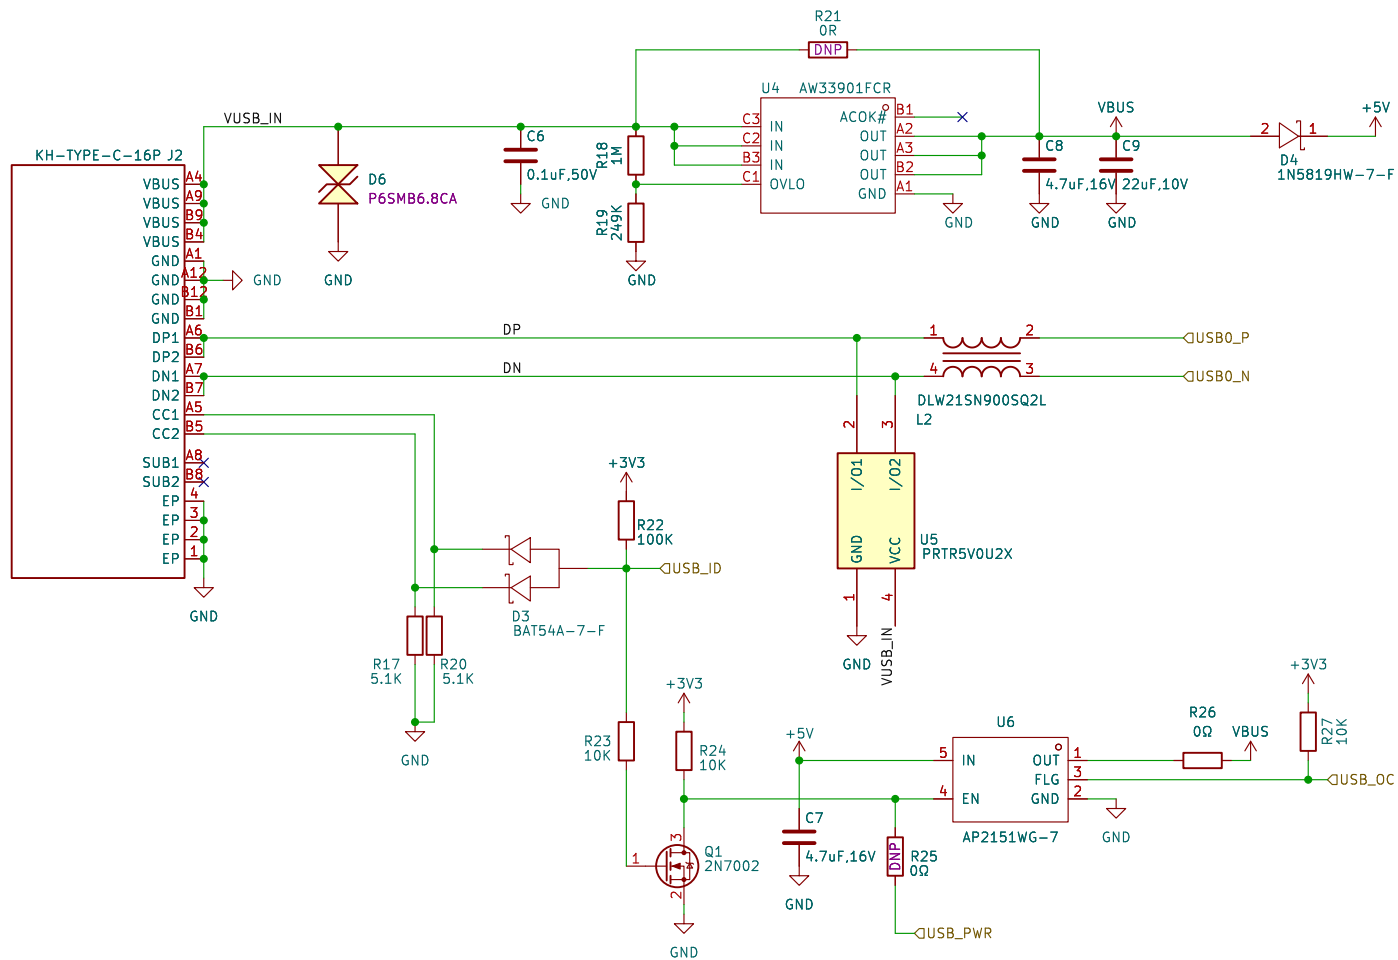 R21
0R
DNP
U4 AW33901FCR
VUSB_IN
C3 IN
C2 IN
B3 IN
C1 OVLO
ACOK# B1
OUT A2
OUT A3
OUT B2
GND A1
VBUS
+5V
2 1
D4
1N5819HW-7-F
C6
0.1uF,50V
GND
R18
1M
R19
249K
GND
C8
4.7uF,16V
GND
C9
22uF,10V
GND
GND
D6
P6SMB6.8CA
GND
KH-TYPE-C-16P J2
VBUS A4
VBUS A9
VBUS B9
VBUS B4
GND A1
GND A12
GND B12
GND B1
DP1 A6
DP2 B6
DN1 A7
DN2 B7
CC1 A5
CC2 B5
SUB1 A8
SUB2 B8
EP 4
EP 3
EP 2
EP 1
GND
GND
DP
DN
1 2
4 3
USB0_P
USB0_N
DLW21SN900SQ2L
L2
2 3
I/O1 I/O2
GND VCC
1 4
U5
PRTR5V0U2X
GND
VUSB_IN
+3V3
R22
100K
USB_ID
D3
BAT54A-7-F
R17
5.1K
R20
5.1K
GND
R23
10K
+3V3
R24
10K
1
3
2
Q1
2N7002
GND
+5V
C7
4.7uF,16V
GND
U6
5 IN
4 EN
OUT 1
FLG 3
GND 2
AP2151WG-7
DNP
R25
0Ω
USB_PWR
R26
0Ω
VBUS
+3V3
R27
10K
USB_OC
GND